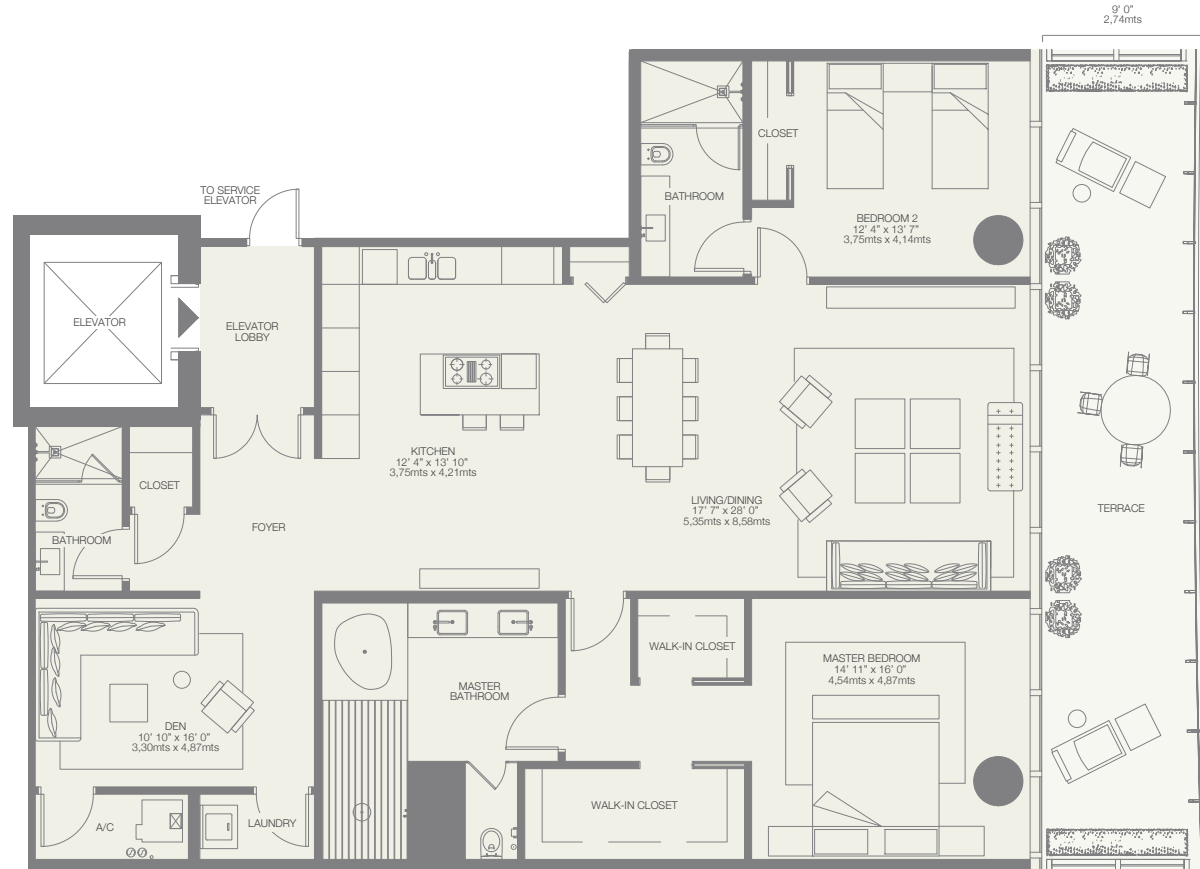 9' 0"
2,74mts
TO SERVICE
ELEVATOR
CLOSET
BATHROOM
BEDROOM 2
12' 4" x 13' 7"
3,75mts x 4,14mts
ELEVATOR
ELEVATOR
LOBBY
KITCHEN
12' 4" x 13' 10"
3,75mts x 4,21mts
CLOSET
LIVING/DINING
17' 7" x 28' 0"
5,35mts x 8,58mts
TERRACE
FOYER
BATHROOM
WALK-IN CLOSET
MASTER BEDROOM
14' 11" x 16' 0"
4,54mts x 4,87mts
MASTER
BATHROOM
DEN
10' 10" x 16' 0"
3,30mts x 4,87mts
WALK-IN CLOSET
A/C
LAUNDRY